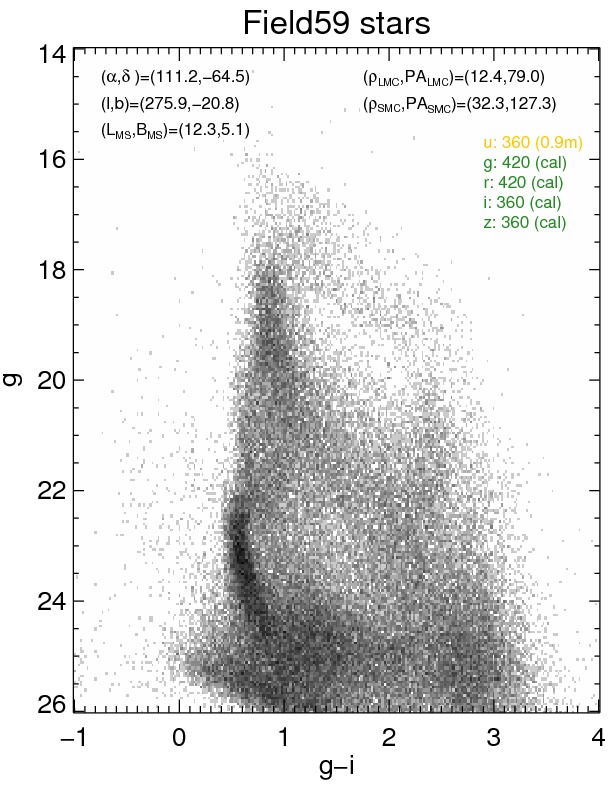 Field59 stars
(α,δ )=(111.2,−64.5)
(ρLMC,PALMC)=(12.4,79.0)
(l,b)=(275.9,−20.8)
(ρSMC,PASMC)=(32.3,127.3)
(LMS,BMS)=(12.3,5.1)
u: 360 (0.9m)
g: 420 (cal)
r: 420 (cal)
i: 360 (cal)
z: 360 (cal)
14
16
18
20
22
24
26
g
−1 0 1 2 3 4
g−i